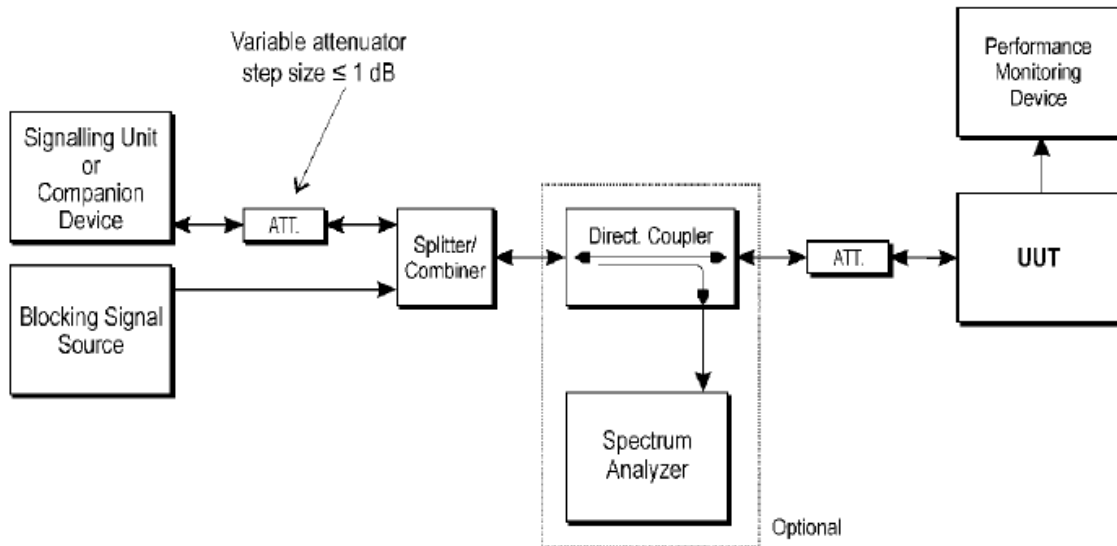 Variable attenuator
step size ≤ 1 dB
Performance
Monitoring
Device
Signalling Unit
or
Companion
Device
ATT.
Splitter/
Combiner
Direct. Coupler
ATT.
UUT
Blocking Signal
Source
Spectrum
Analyzer
Optional